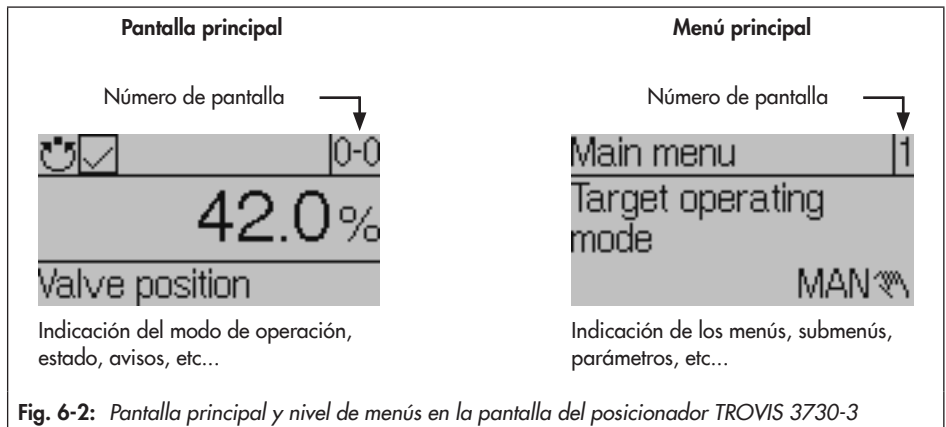 Pantalla principal
Número de pantalla
0-0
42.0%
Valve position
Indicación del modo de operación,
estado, avisos, etc...
Menú principal
Número de pantalla
Main menu 1
Target operating
mode
MAN
Indicación de los menús, submenús,
parámetros, etc...
Fig. 6-2: Pantalla principal y nivel de menús en la pantalla del posicionador TROVIS 3730-3